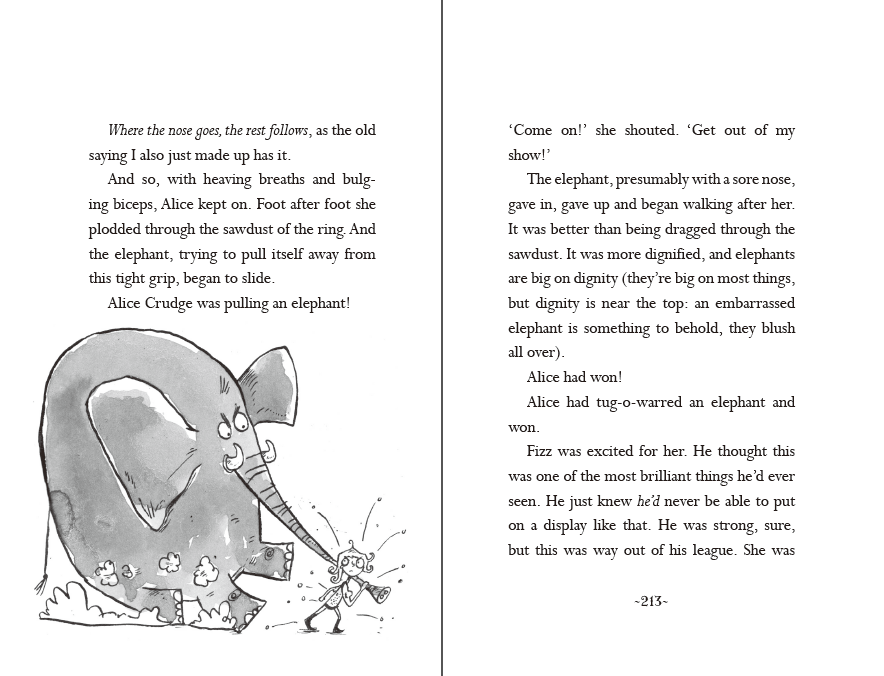 Where the nose goes, the rest follows, as the old
saying I also just made up has it.
And so, with heaving breaths and bulg-
ing biceps, Alice kept on. Foot after foot she
plodded through the sawdust of the ring. And
the elephant, trying to pull itself away from
this tight grip, began to slide.
Alice Crudge was pulling an elephant!
‘Come on!’ she shouted. ‘Get out of my
show!’
The elephant, presumably with a sore nose,
gave in, gave up and began walking after her.
It was better than being dragged through the
sawdust. It was more dignified, and elephants
are big on dignity (they’re big on most things,
but dignity is near the top: an embarrassed
elephant is something to behold, they blush
all over).
Alice had won!
Alice had tug-o-warred an elephant and
won.
Fizz was excited for her. He thought this
was one of the most brilliant things he’d ever
seen. He just knew he’d never be able to put
on a display like that. He was strong, sure,
but this was way out of his league. She was
~213~